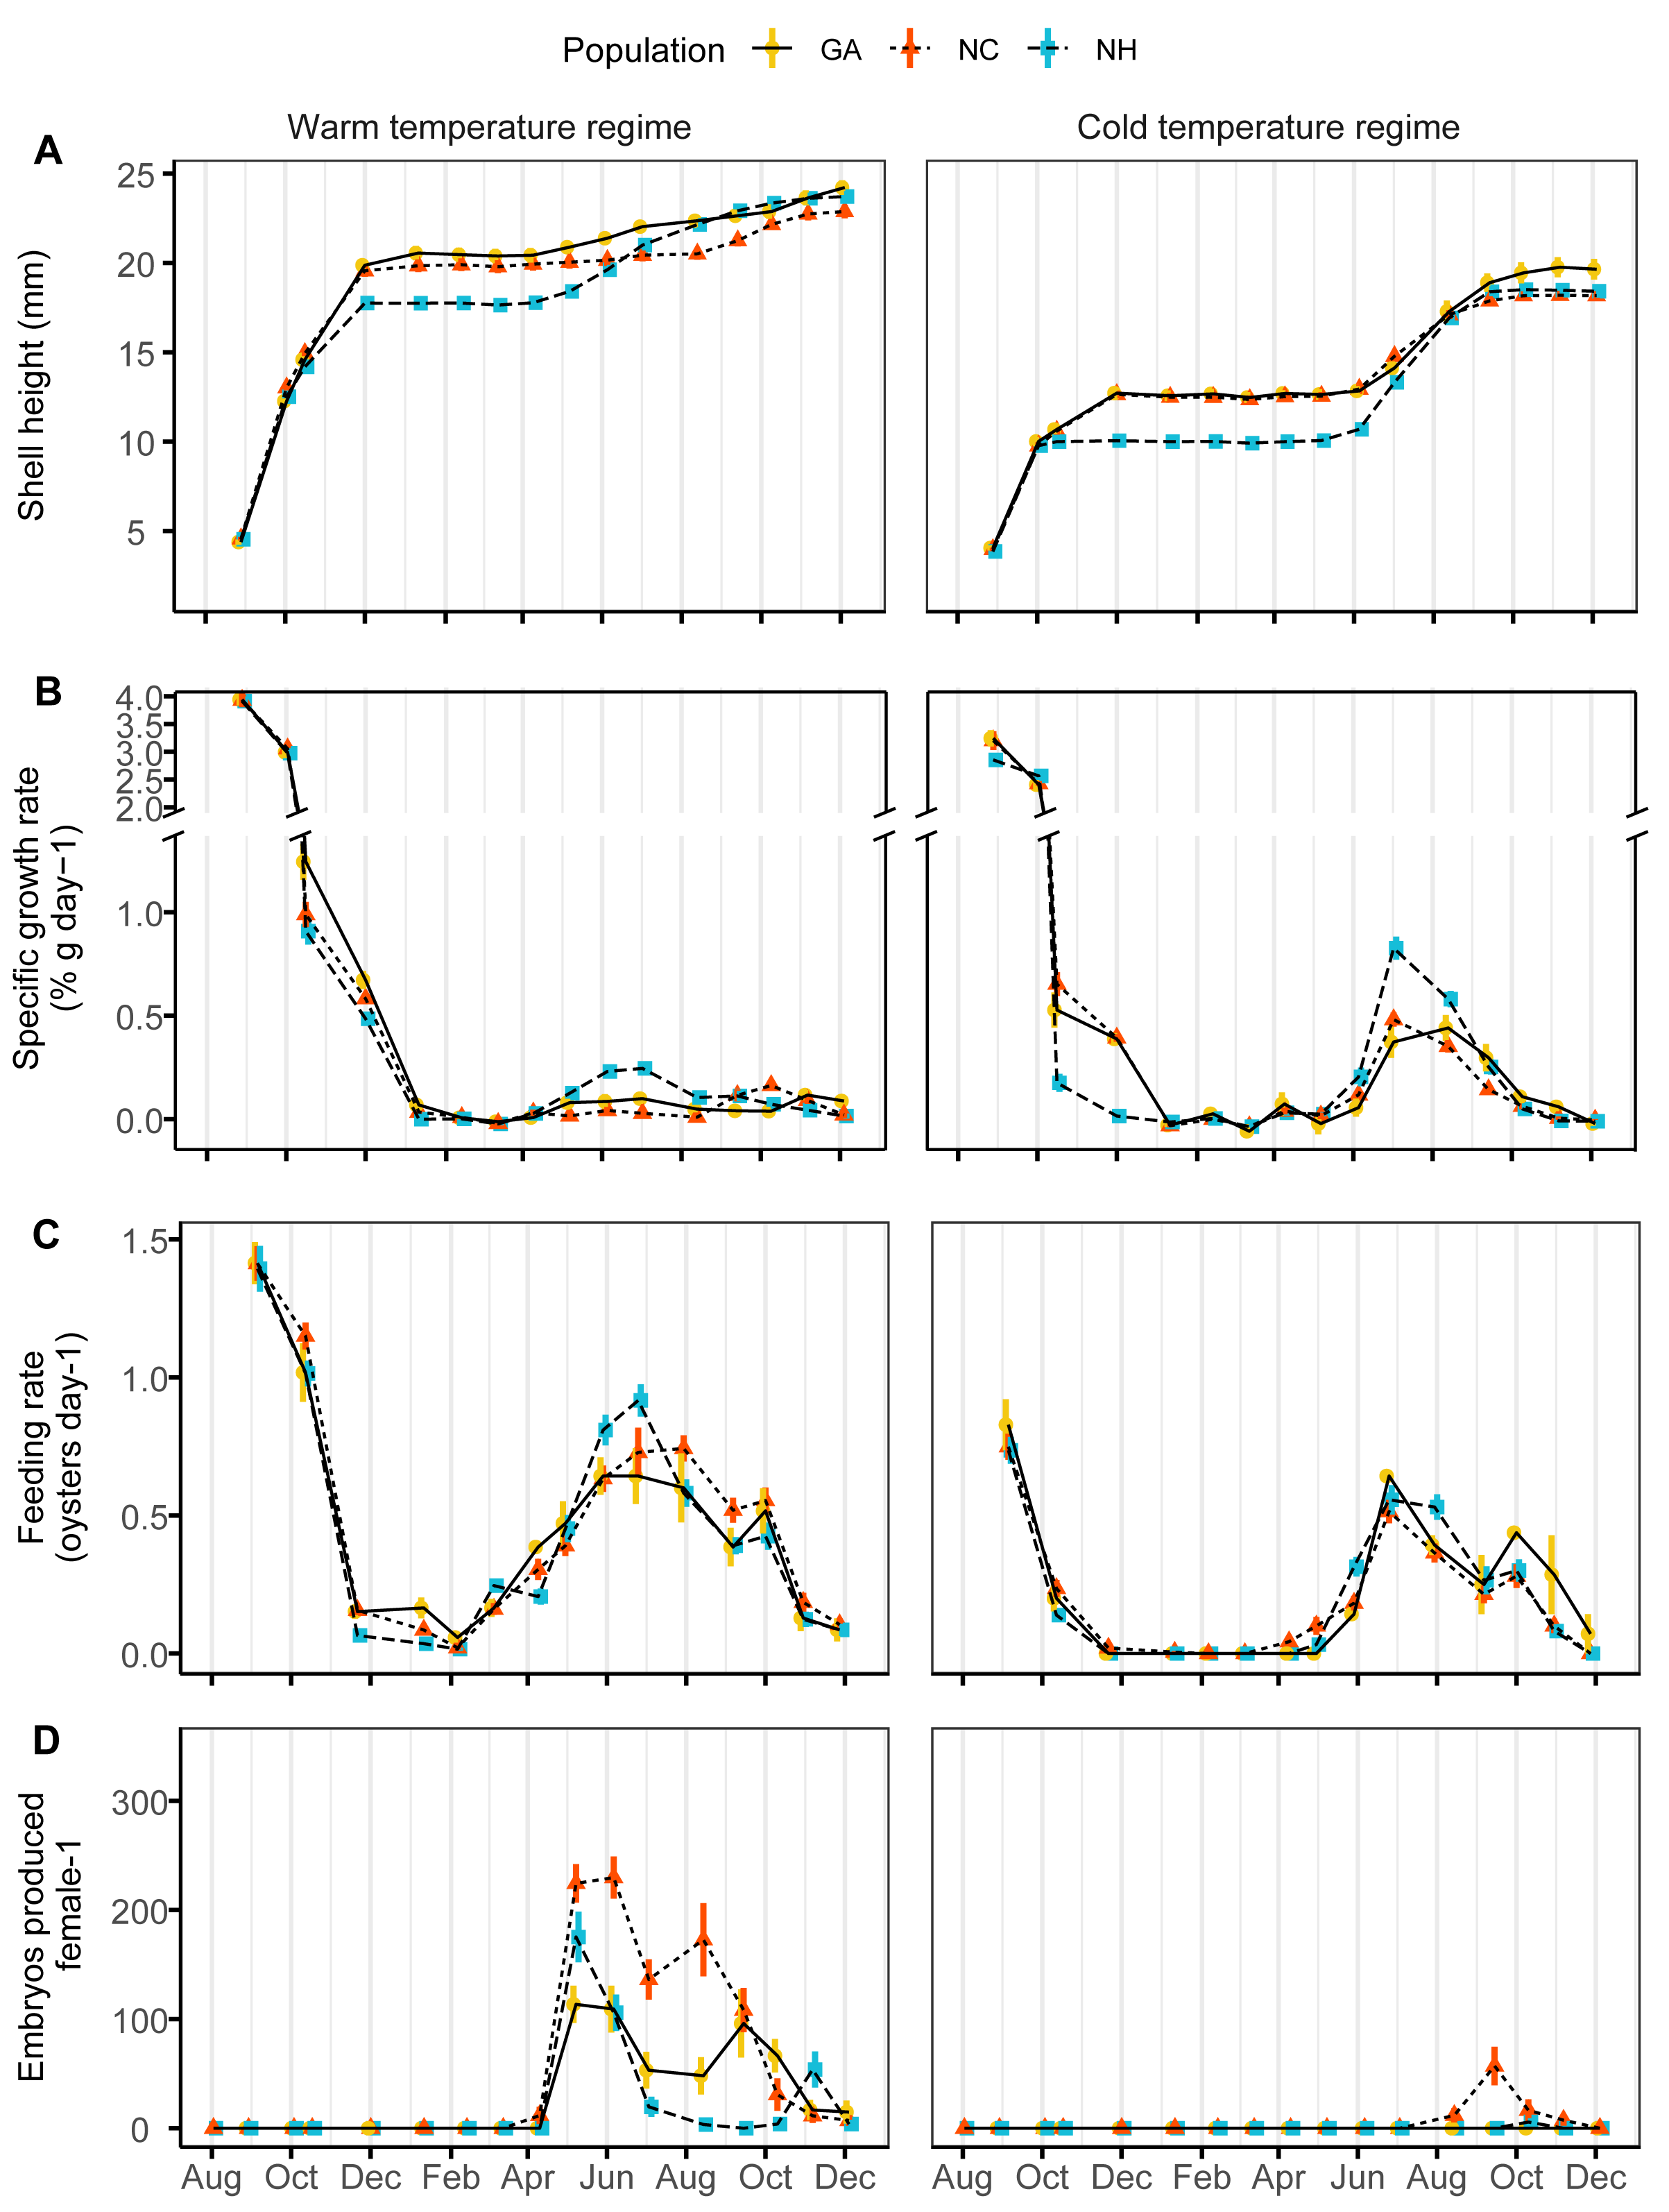 Population GA NC NH
Warm temperature regime Cold temperature regime
A
Shell height (mm)
25
20
15
10
5
B
Specific growth rate
(% g day−1)
4.0
3.5
3.0
2.5
2.0
1.0
0.5
0.0
C
Feeding rate
(oysters day-1)
1.5
1.0
0.5
0.0
D
Embryos produced
female-1
300
200
100
0
Aug Oct Dec Feb Apr Jun Aug Oct Dec Aug Oct Dec Feb Apr Jun Aug Oct Dec